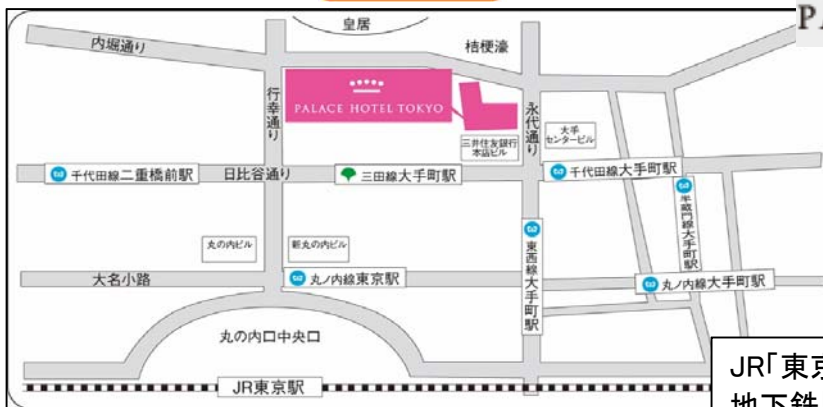 皇居
内堀通り
桔梗濠
行幸通り
PALACE HOTEL TOKYO
永代通り
三井住友銀行
本店ビル
大手
センタービル
千代田線二重橋前駅
日比谷通り
三田線大手町駅
千代田線大手町駅
半蔵門線大手町駅
丸の内ビル
新丸の内ビル
東西線大手町駅
大名小路
丸ノ内線東京駅
丸ノ内線大手町駅
丸の内口中央口
JR東京駅
JR「東京
地下鉄